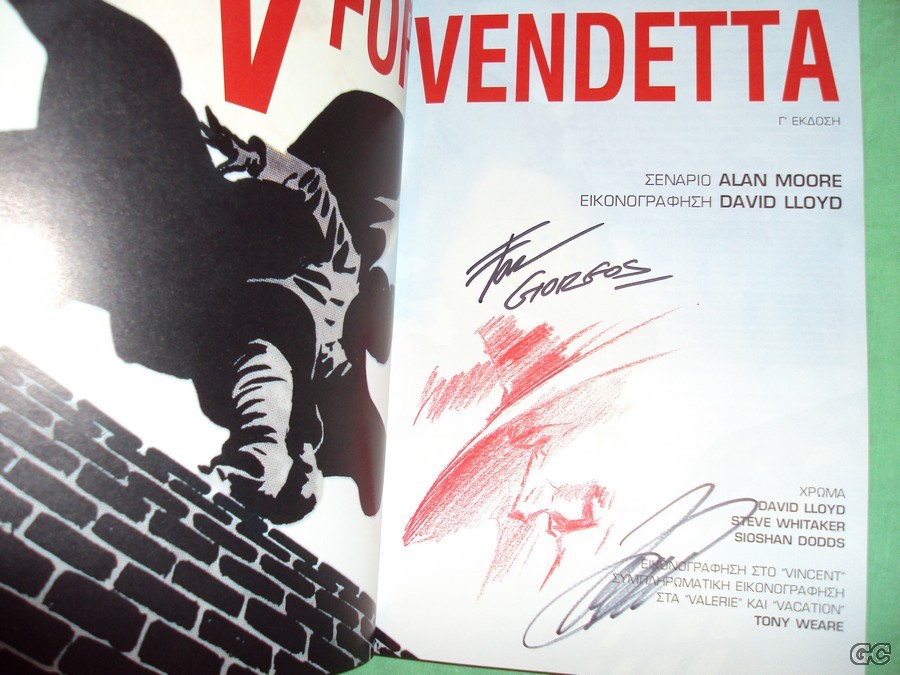 V FOR VENDETTA
Γ' ΕΚΔΟΣΗ
ΣΕΝΑΡΙΟ ALAN MOORE
ΕΙΚΟΝΟΓΡΑΦΗΣΗ DAVID LLOYD
For
GIORGOS
ΧΡΩΜΑ
DAVID LLOYD
STEVE WHITAKER
SIOSHAN DODDS
ΕΙΚΟΝΟΓΡΑΦΗΣΗ ΣΤΟ "VINCENT"
ΣΥΜΠΛΗΡΩΜΑΤΙΚΗ ΕΙΚΟΝΟΓΡΑΦΗΣΗ
ΣΤΑ "VALERIE" ΚΑΙ "VACATION"
TONY WEARE
GC